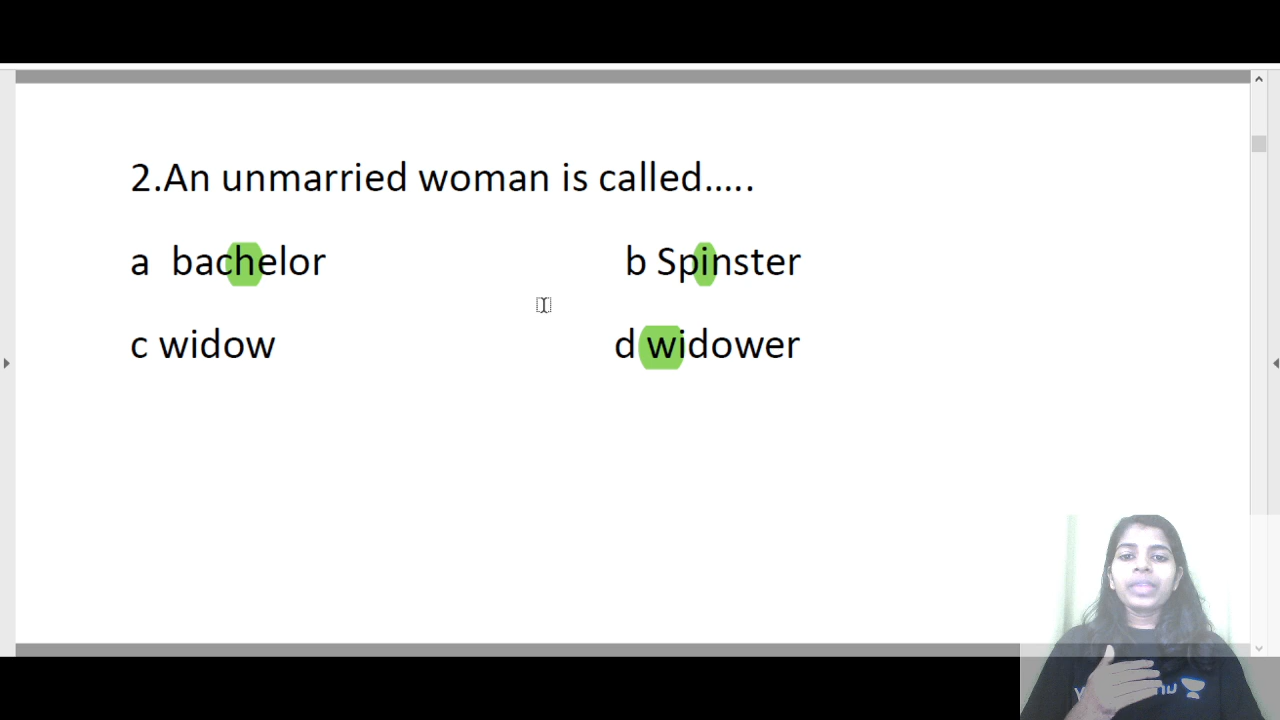 2.An unmarried woman is called.....
a bachelor b Spinster
c widow d widower